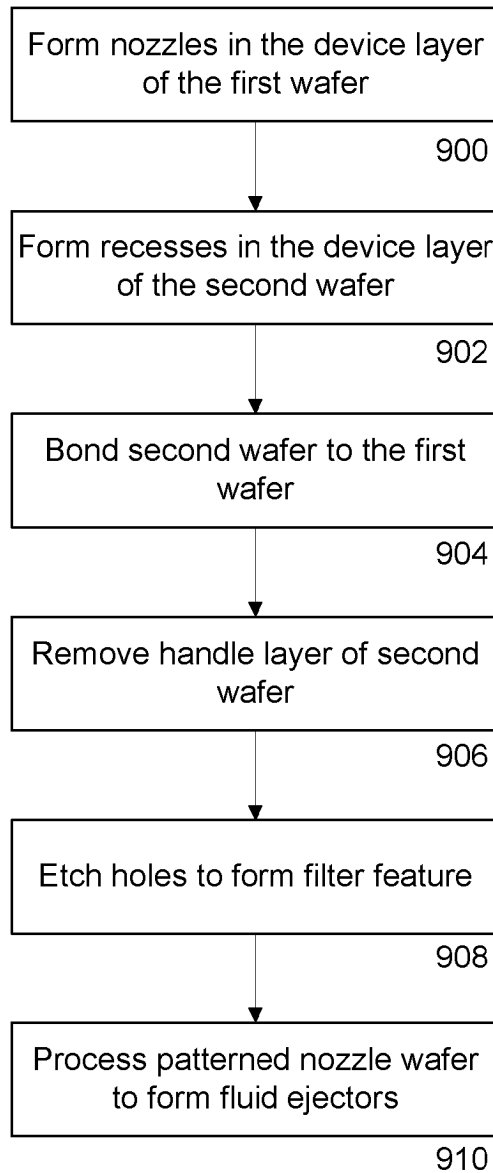 Form nozzles in the device layer
of the first wafer
900
Form recesses in the device layer
of the second wafer
902
Bond second wafer to the first
wafer
904
Remove handle layer of second
wafer
906
Etch holes to form filter feature
908
Process patterned nozzle wafer
to form fluid ejectors
910